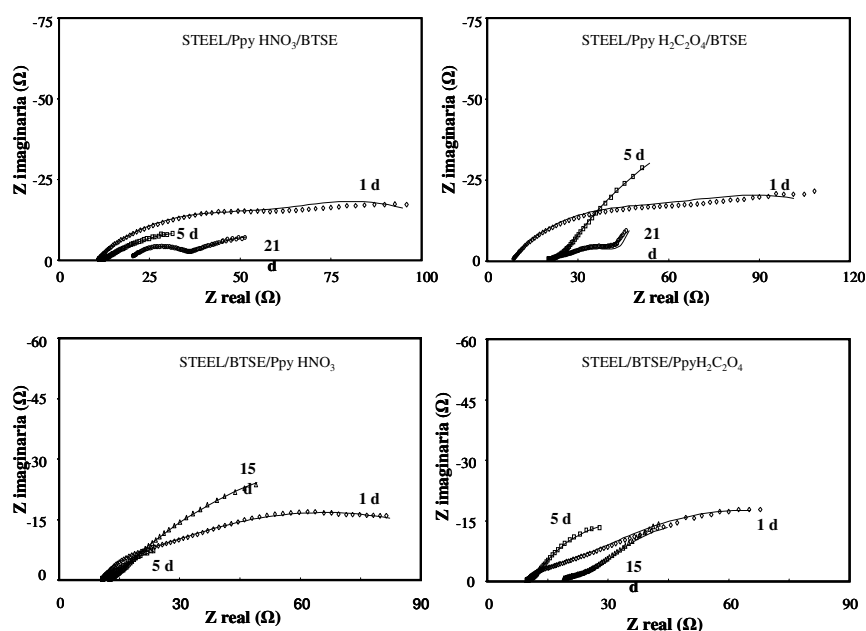 STEEL/Ppy HNO₃/BTSE
-75
-50
-25
0
Z imaginaria (Ω)
1 d
5 d
21 d
0 25 50 75 100
Z real (Ω)
STEEL/Ppy H₂C₂O₄/BTSE
-75
-50
-25
0
Z imaginaria (Ω)
5 d
1 d
21 d
0 30 60 90 120
Z real (Ω)
STEEL/BTSE/Ppy HNO₃
-60
-45
-30
-15
0
Z imaginaria (Ω)
15 d
1 d
5 d
0 30 60 90
Z real (Ω)
STEEL/BTSE/PpyH₂C₂O₄
-60
-45
-30
-15
0
Z imaginaria (Ω)
5 d
1 d
15 d
0 30 60 90
Z real (Ω)